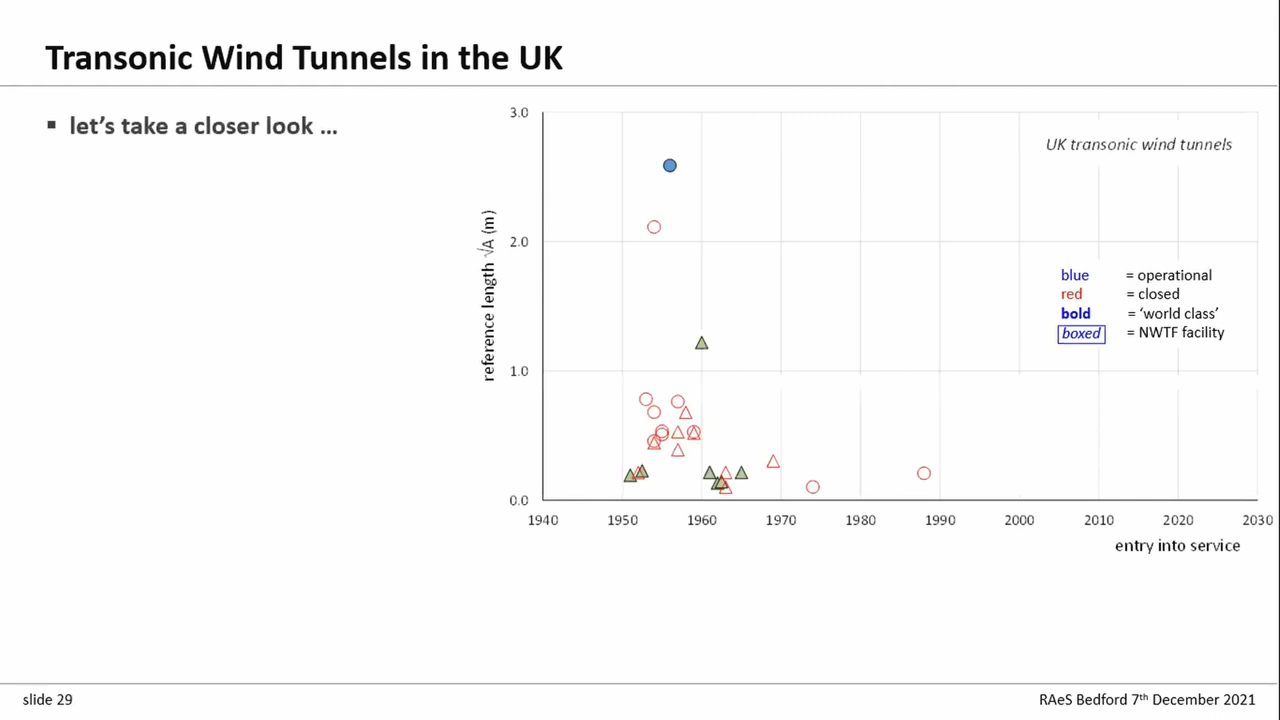 Transonic Wind Tunnels in the UK
▪ let’s take a closer look …
UK transonic wind tunnels
blue = operational
red = closed
bold = ‘world class’
boxed = NWTF facility
reference length √A (m)
3.0
2.0
1.0
0.0
1940 1950 1960 1970 1980 1990 2000 2010 2020 2030
entry into service
slide 29
RAeS Bedford 7th December 2021